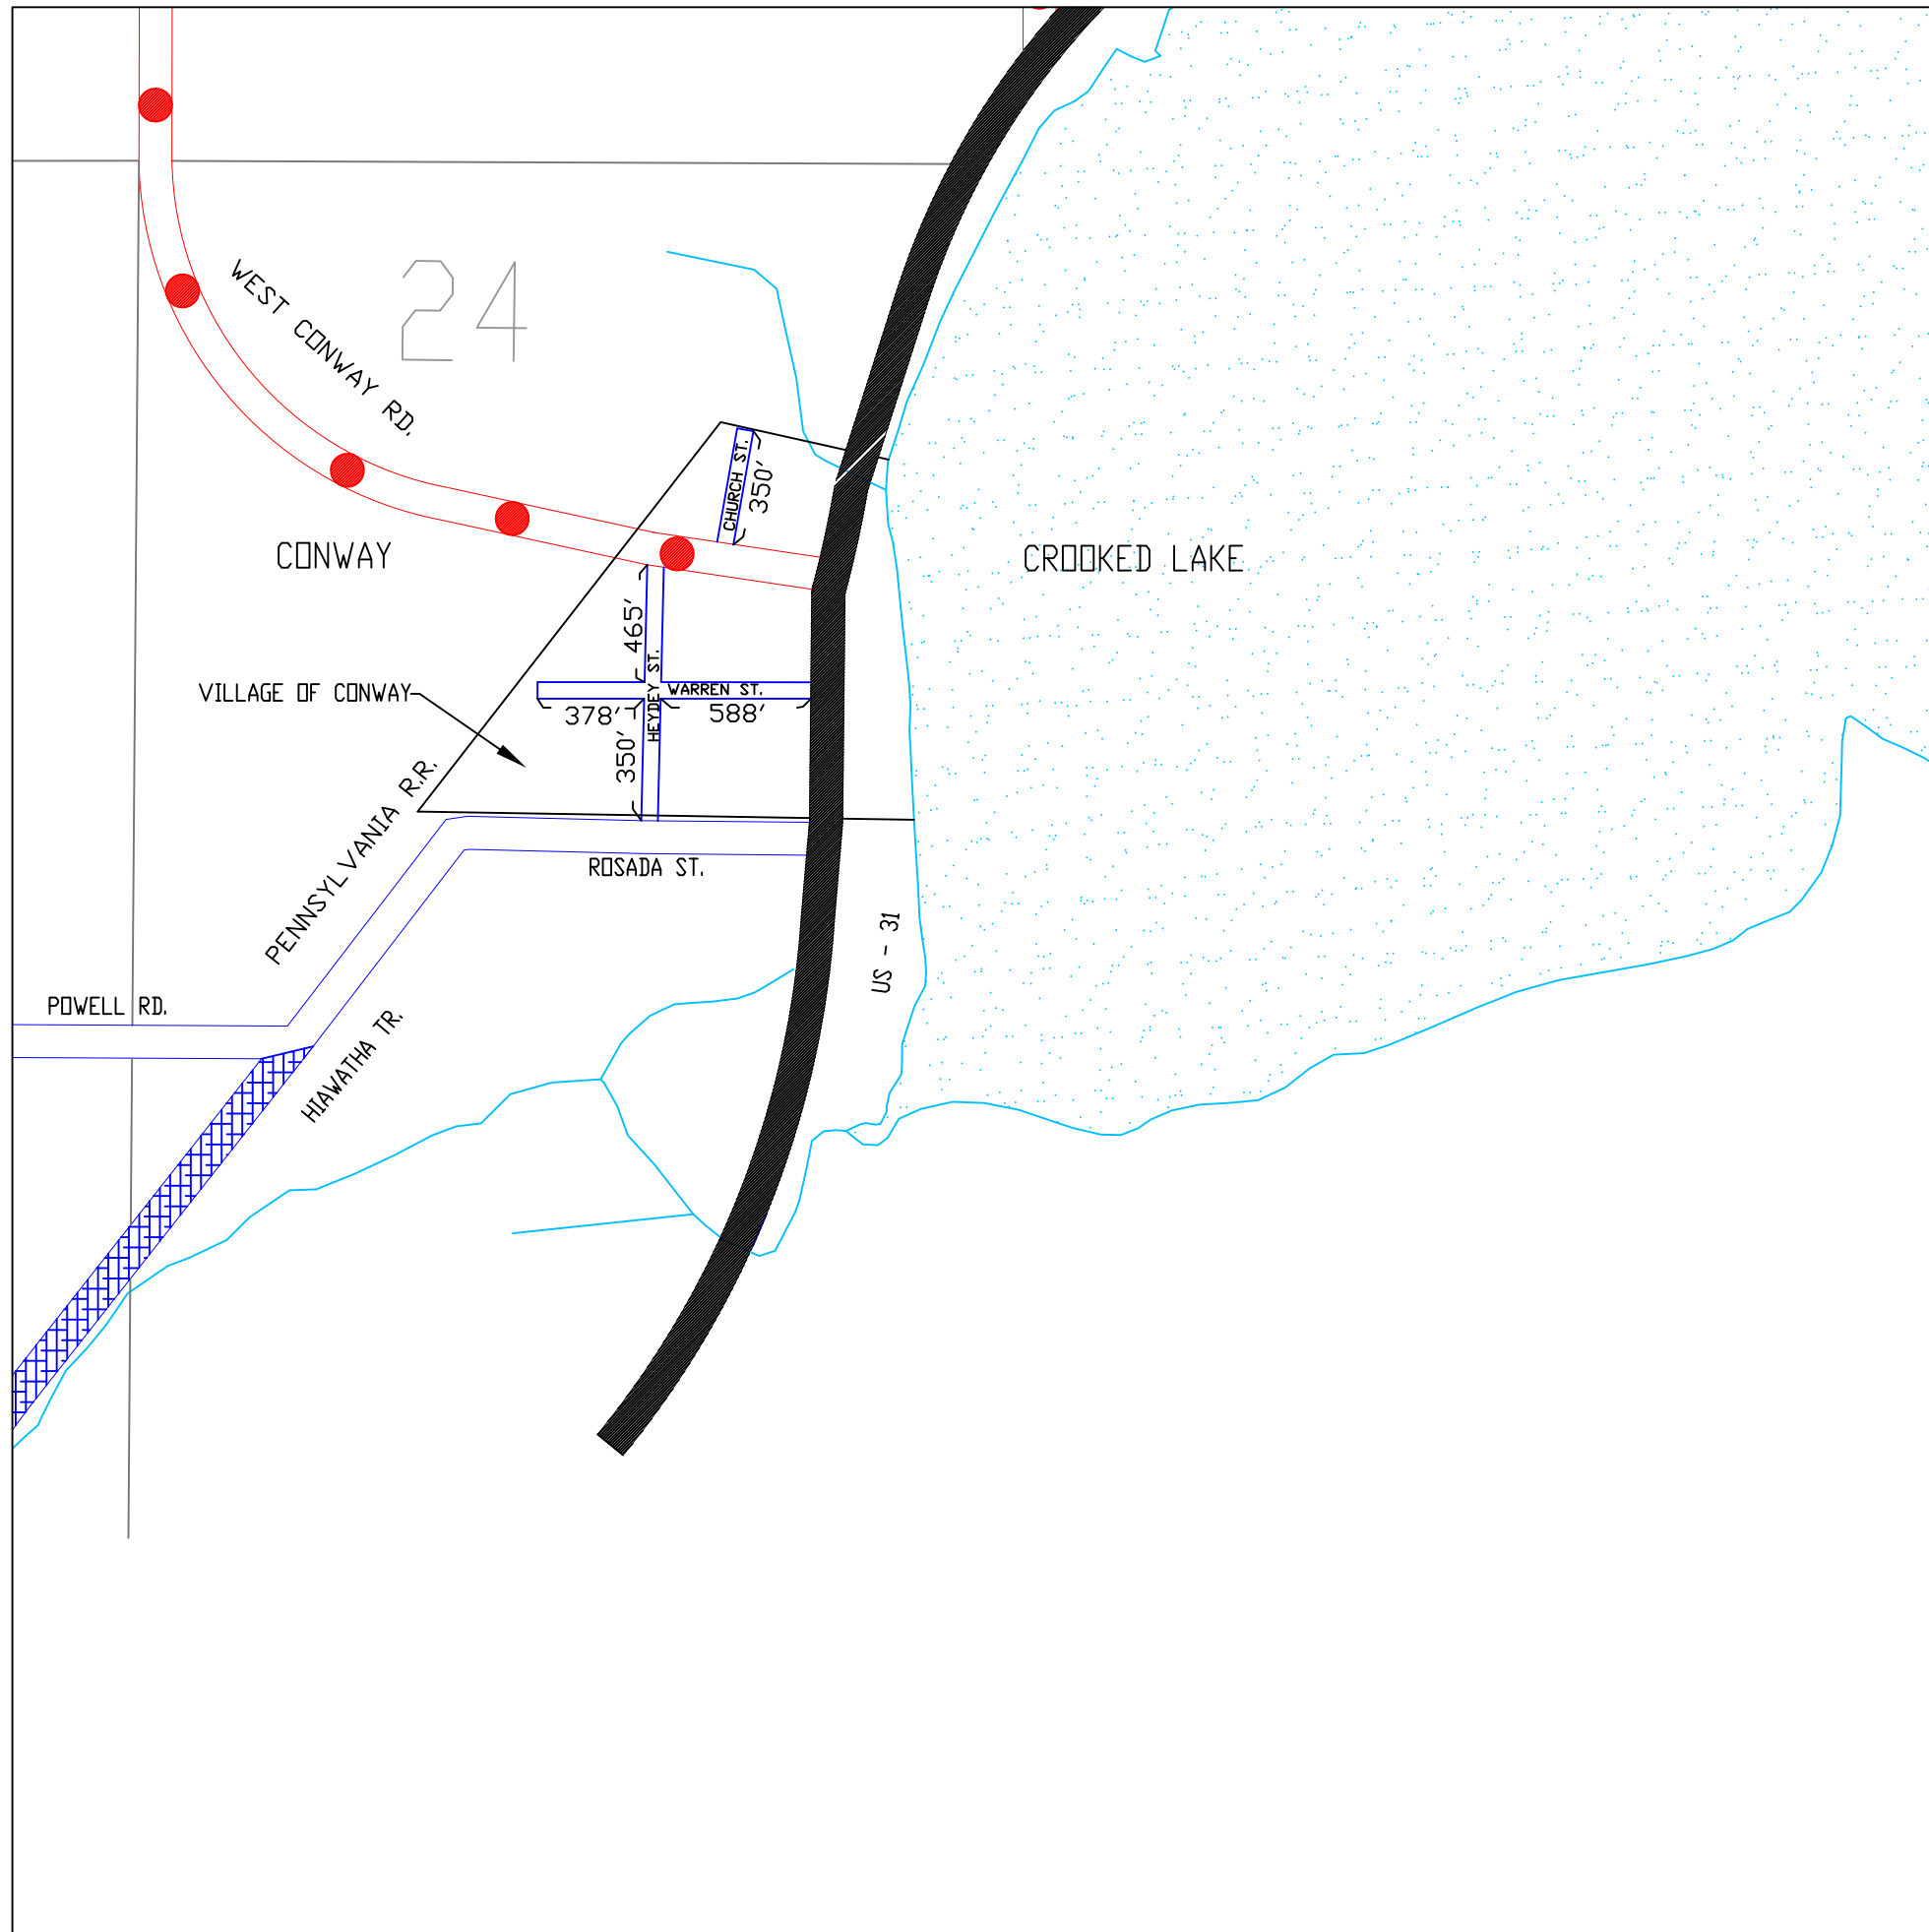 WEST CONWAY RD.
24
CHURCH ST.
350'
CONWAY
CROOKED LAKE
465'
HEYDEY ST.
VILLAGE OF CONWAY
WARREN ST.
378'
588'
350'
PENNSYLVANIA R.R.
ROSADA ST.
US - 31
POWELL RD.
HIAWATHA TR.